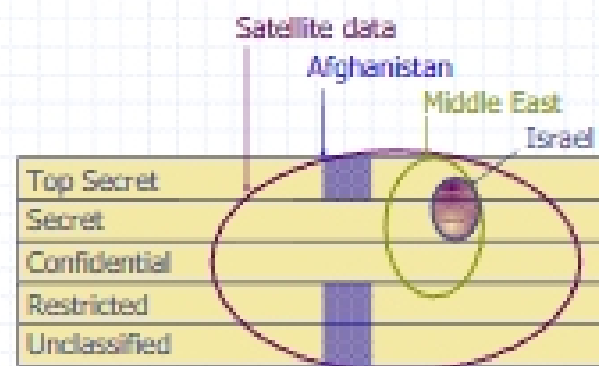 Satellite data
Afghanistan
Middle East
Israel
Top Secret
Secret
Confidential
Restricted
Unclassified